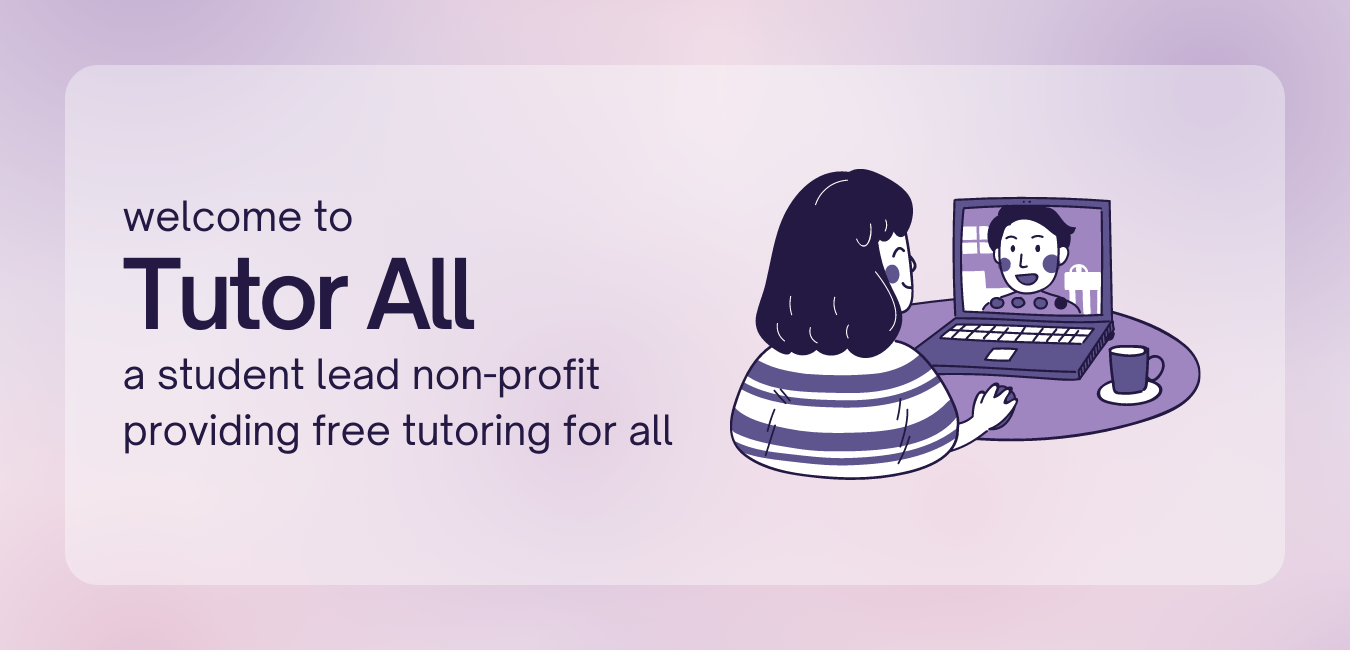 welcome to
Tutor All
a student lead non-profit
providing free tutoring for all